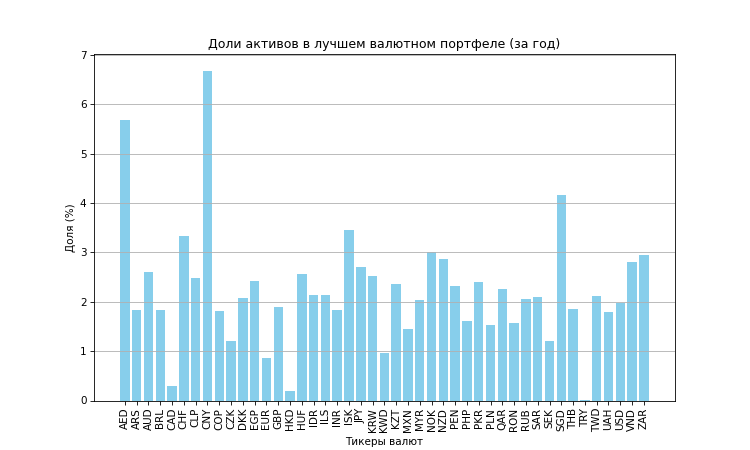 Доли активов в лучшем валютном портфеле (за год)
Доля (%)
7
6
5
4
3
2
1
0
AED ARS AUD BRL CAD CHF CLP CNY COP CZK DKK EGP EUR GBP HKD HUF IDR ILS INR ISK JPY KRW KWD KZT MXN MYR NOK NZD PEN PHP PKR PLN QAR RON RUB SAR SEK SGD THB TRY TWD UAH USD VND ZAR
Тикеры валют